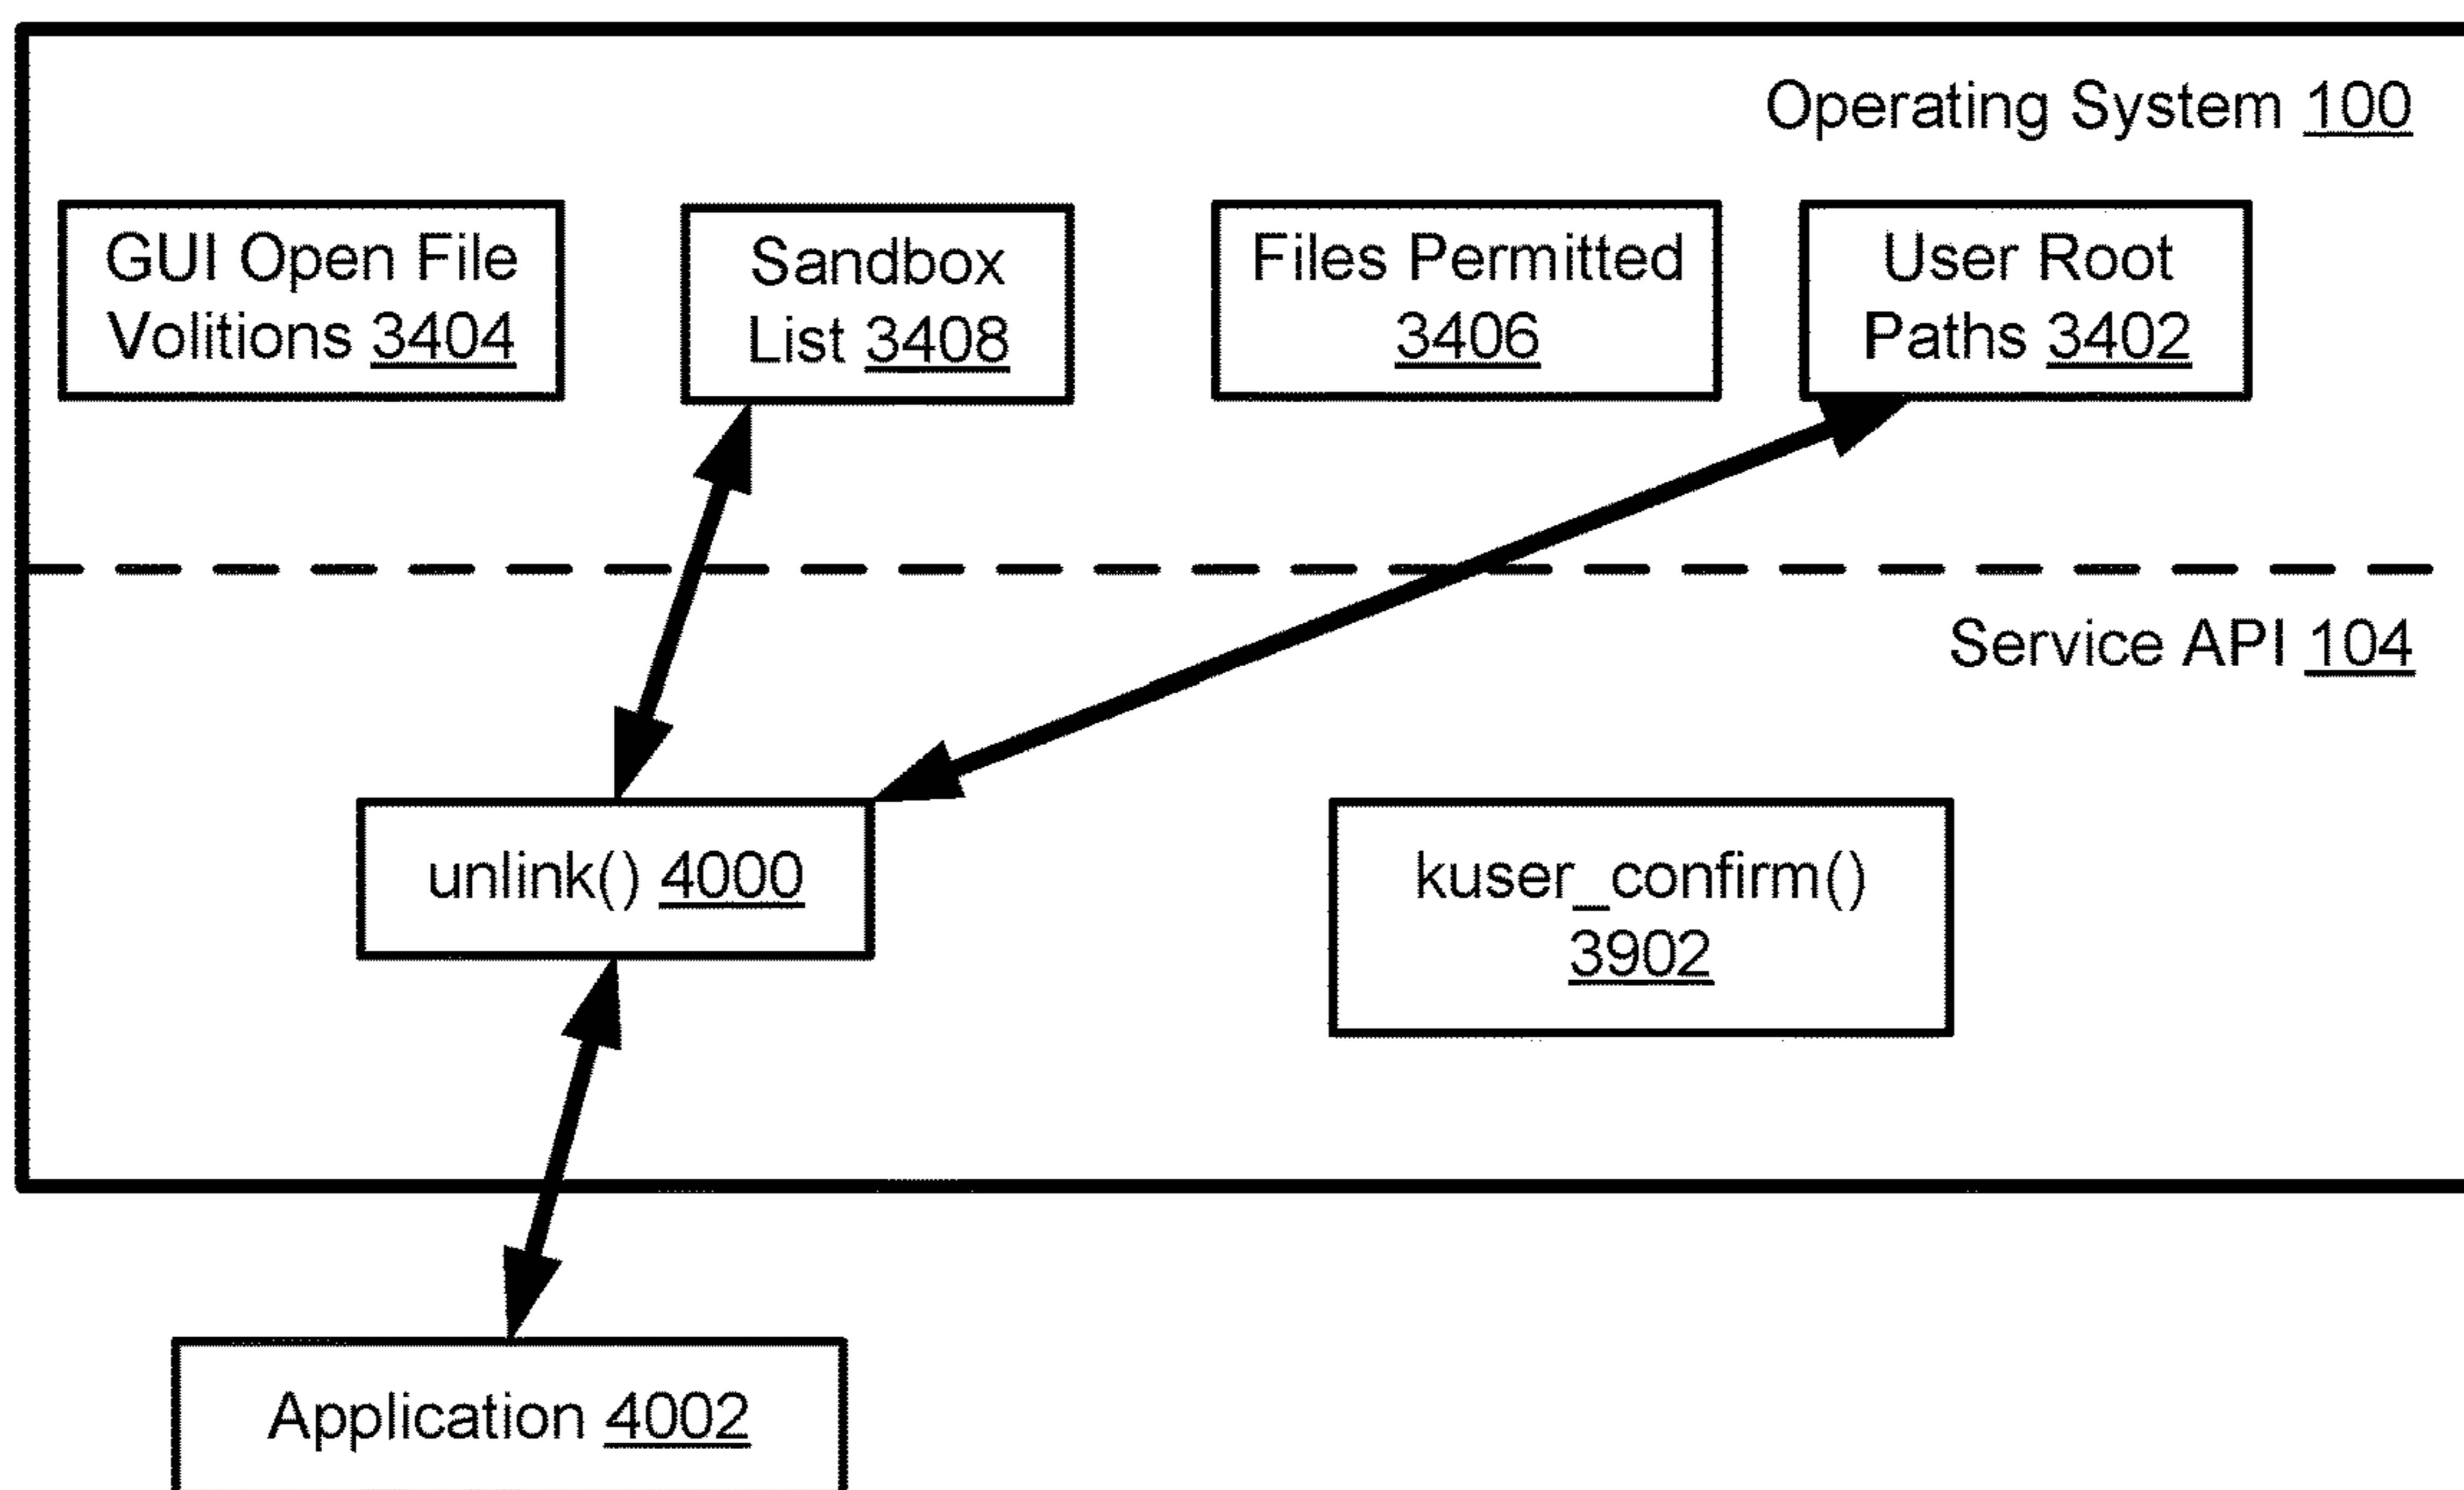 Operating System 100
GUI Open File
Volitions 3404
Sandbox
List 3408
Files Permitted
3406
User Root
Paths 3402
Service API 104
unlink() 4000
kuser_confirm()
3902
Application 4002